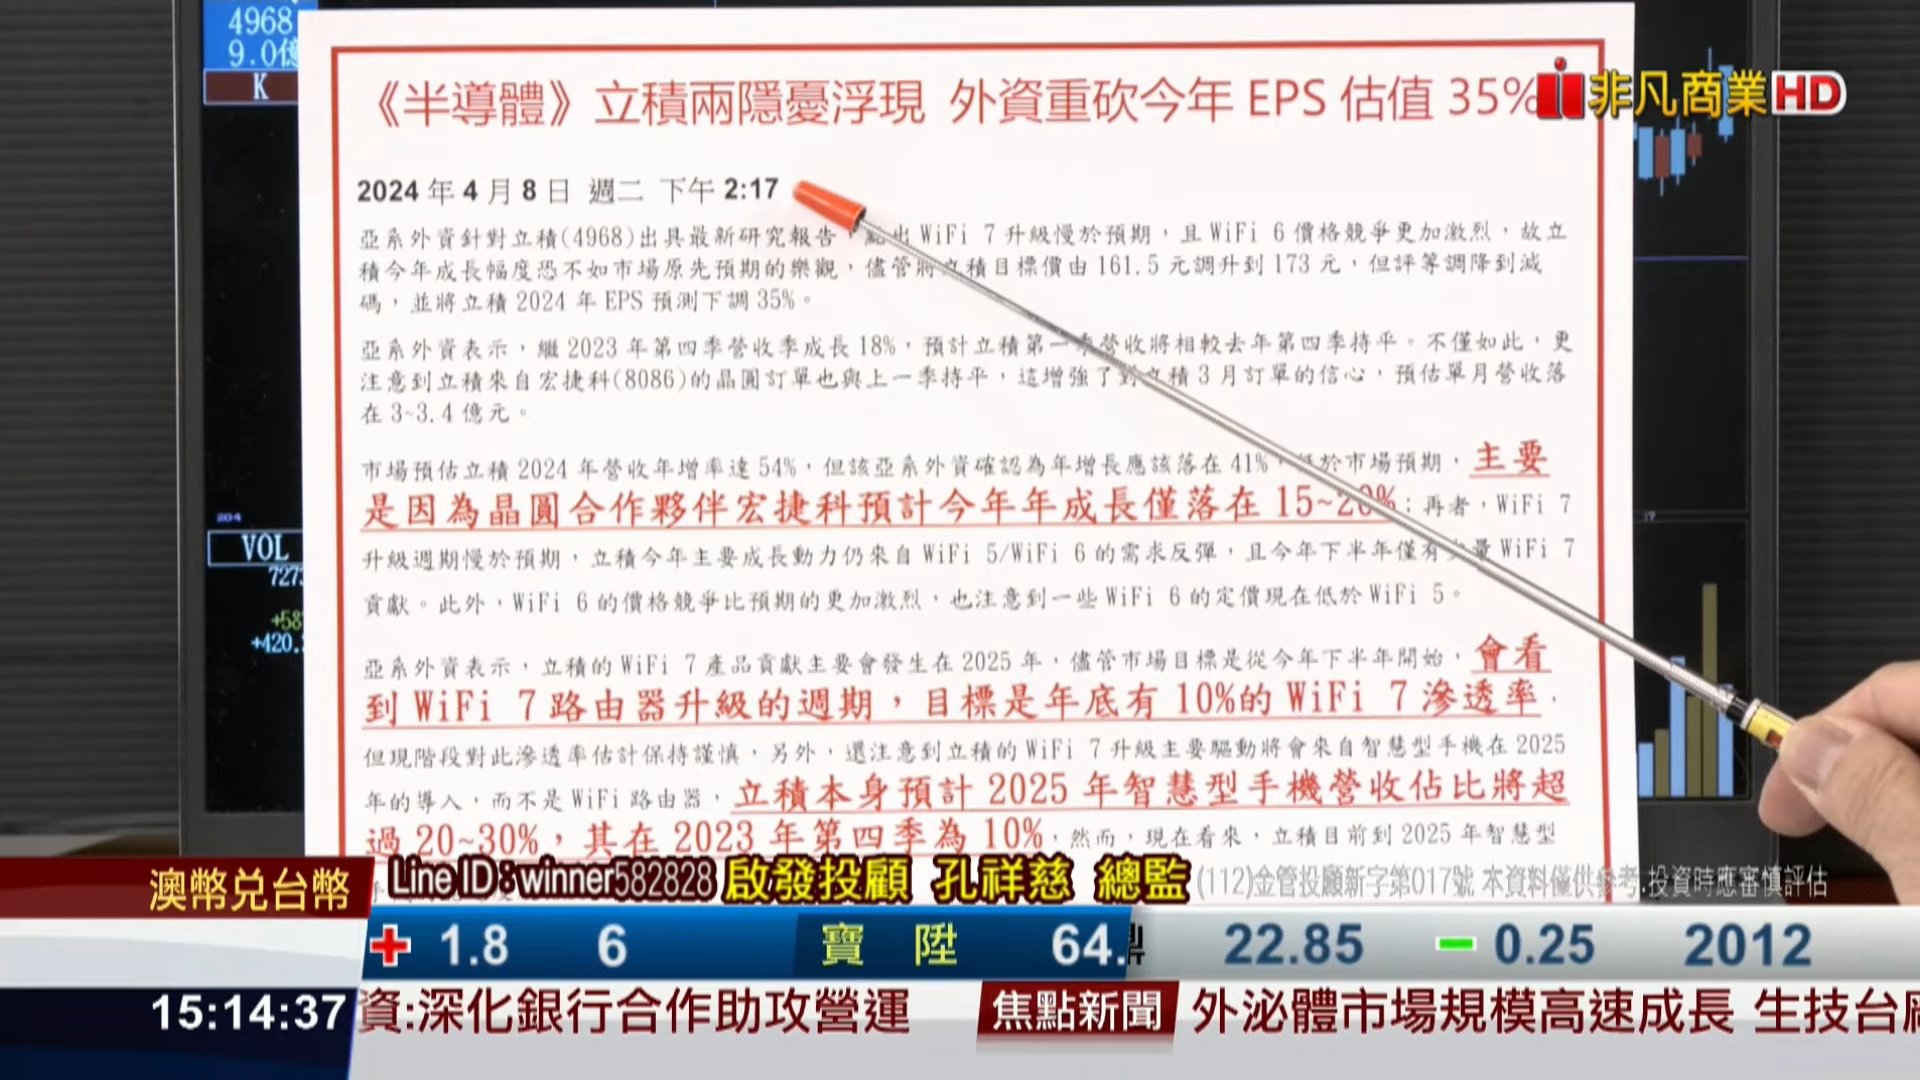 4968
9.0億
K
《半導體》立積兩隱憂浮現 外資重砍今年 EPS 估值 35%
非凡商業HD
2024 年 4 月 8 日 週二 下午 2:17
亞系外資針對立積(4968)出具最新研究報告，點出 WiFi 7 升級慢於預期，且 WiFi 6 價格競爭更加激烈，故立
積今年成長幅度恐不如市場原先預期的樂觀，儘管將立積目標價由 161.5 元調升到 173 元，但評等調降到減
碼，並將立積 2024 年 EPS 預測下調 35%。
亞系外資表示，繼 2023 年第四季營收季成長 18%，預計立積第一季營收將相較去年第四季持平。不僅如此，更
注意到立積來自宏捷科(8086)的晶圓訂單也與上一季持平，這增強了對立積 3 月訂單的信心，預估單月營收落
在 3~3.4 億元。
市場預估立積 2024 年營收年增率達 54%，但該亞系外資確認為年增長應該落在 41%，低於市場預期，主要
是因為晶圓合作夥伴宏捷科預計今年年成長僅落在 15~20%；再者，WiFi 7
升級週期慢於預期，立積今年主要成長動力仍來自 WiFi 5/WiFi 6 的需求反彈，且今年下半年僅有少量 WiFi 7
貢獻。此外，WiFi 6 的價格競爭比預期的更加激烈，也注意到一些 WiFi 6 的定價現在低於 WiFi 5。
亞系外資表示，立積的 WiFi 7 產品貢獻主要會發生在 2025 年，儘管市場目標是從今年下半年開始，會看
到 WiFi 7 路由器升級的週期，目標是年底有 10%的 WiFi 7 滲透率，
但現階段對此滲透率估計保持謹慎，另外，還注意到立積的 WiFi 7 升級主要驅動將會來自智慧型手機在 2025
年的導入，而不是 WiFi 路由器，立積本身預計 2025 年智慧型手機營收佔比將超
過 20~30%，其在 2023 年第四季為 10%，然而，現在看來，立積目前到 2025 年智慧型
VOL
727
+58
+420.
澳幣兑台幣
Line ID:winner582828 啟發投顧 孔祥慈 總監 (112)金管投顧新字第017號 本資料僅供參考.投資時應審慎評估
1.8 6 寶陞 64. 22.85 0.25 2012
15:14:37 資:深化銀行合作助攻營運 焦點新聞 外泌體市場規模高速成長 生技台廠